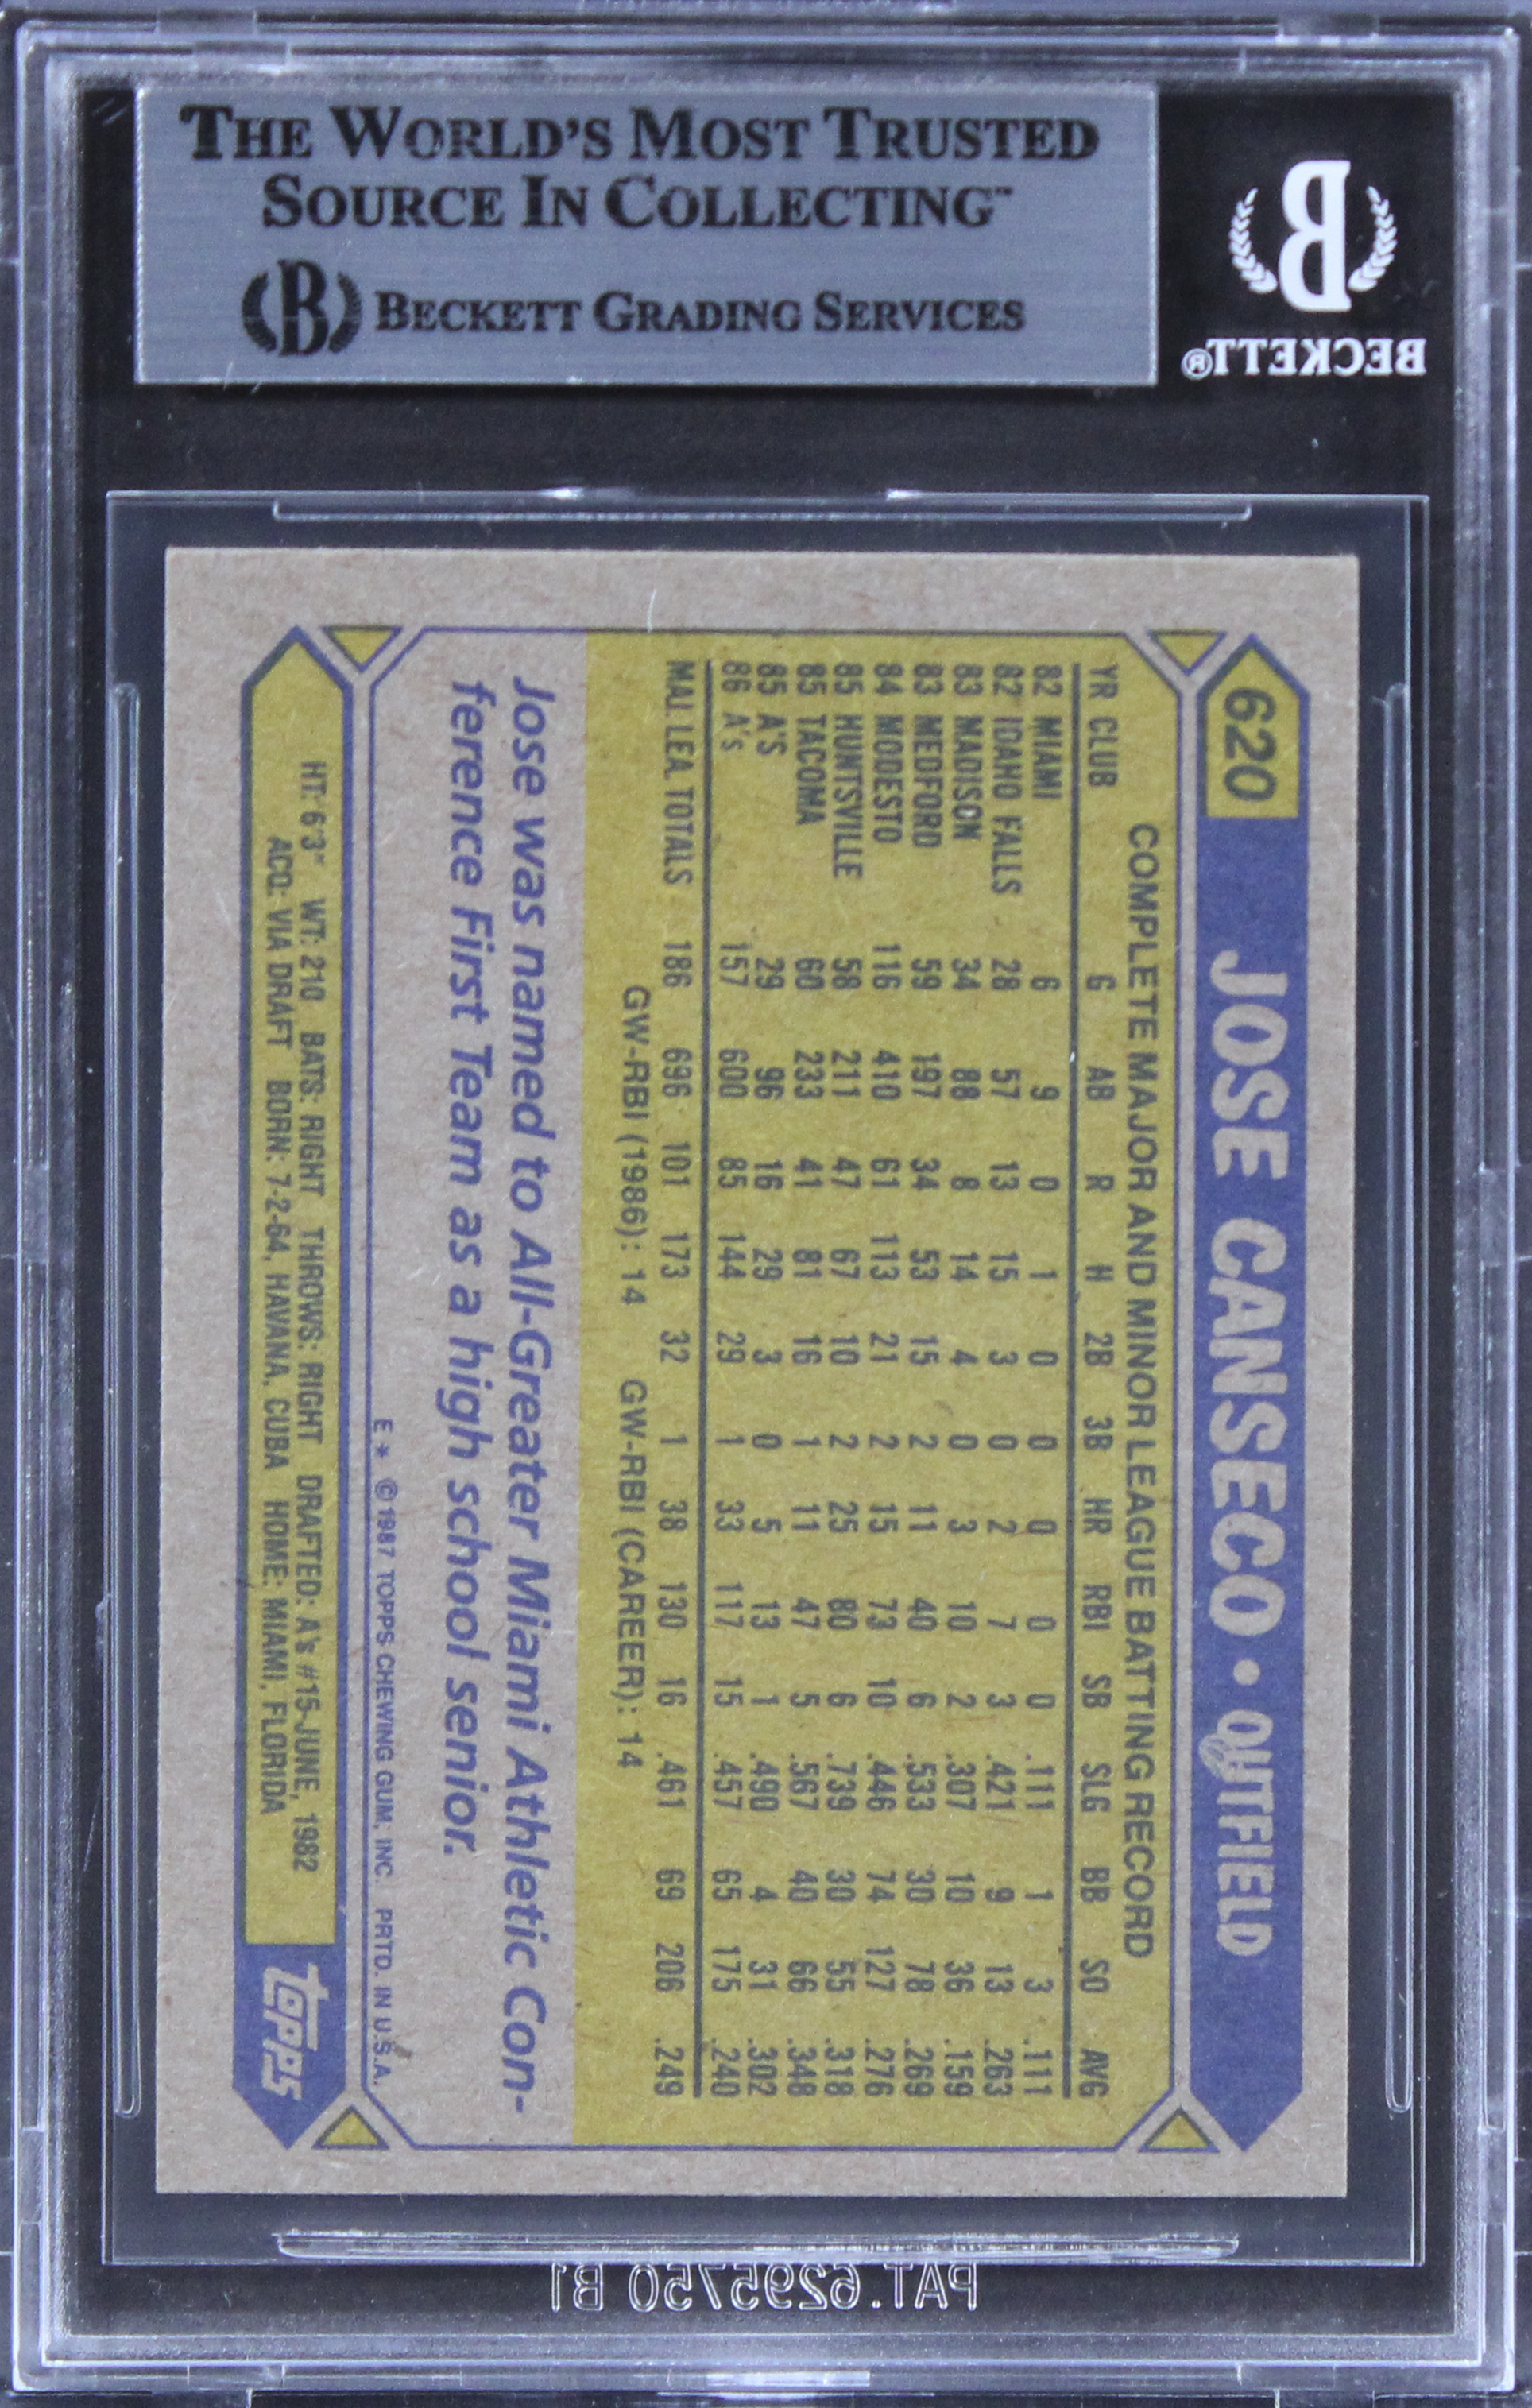 THE WORLD'S MOST TRUSTED
SOURCE IN COLLECTING™
B BECKETT GRADING SERVICES
B
BECKETT®
620 JOSE CANSECO • OUTFIELD
COMPLETE MAJOR AND MINOR LEAGUE BATTING RECORD
YR CLUB G AB R H 2B 3B HR RBI SB SLG BB SO AVG
82 MIAMI 6 9 0 1 0 0 0 0 0 .111 1 3 .111
82 IDAHO FALLS 28 57 13 15 3 0 2 7 3 .421 9 13 .263
83 MADISON 34 88 8 14 4 0 3 10 2 .307 10 36 .159
83 MEDFORD 59 197 34 53 15 2 11 40 6 .533 30 78 .269
84 MODESTO 116 410 61 113 21 2 15 73 10 .446 74 127 .276
85 HUNTSVILLE 58 211 47 67 10 2 25 80 6 .739 30 55 .318
85 TACOMA 60 233 41 81 16 1 11 47 5 .567 40 66 .348
85 A'S 29 96 16 29 3 0 5 13 1 .490 4 31 .302
86 A's 157 600 85 144 29 1 33 117 15 .457 65 175 .240
MAJ. LEA. TOTALS 186 696 101 173 32 1 38 130 16 .461 69 206 .249
GW-RBI (1986): 14 GW-RBI (CAREER): 14
Jose was named to All-Greater Miami Athletic Con-
ference First Team as a high school senior.
E * ©1987 TOPPS CHEWING GUM, INC. PRTD. IN U.S.A.
HT: 6'3" WT: 210 BATS: RIGHT THROWS: RIGHT DRAFTED: A's #15-JUNE, 1982
ACQ: VIA DRAFT BORN: 7-2-64, HAVANA, CUBA HOME: MIAMI, FLORIDA
topps
PAT.6295750 B1